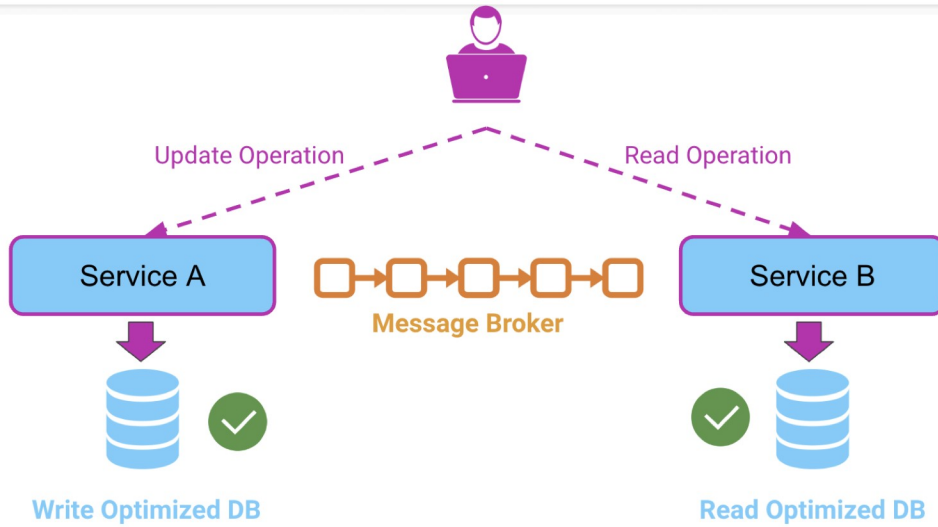 Update Operation
Read Operation
Service A
Service B
Message Broker
Write Optimized DB
Read Optimized DB